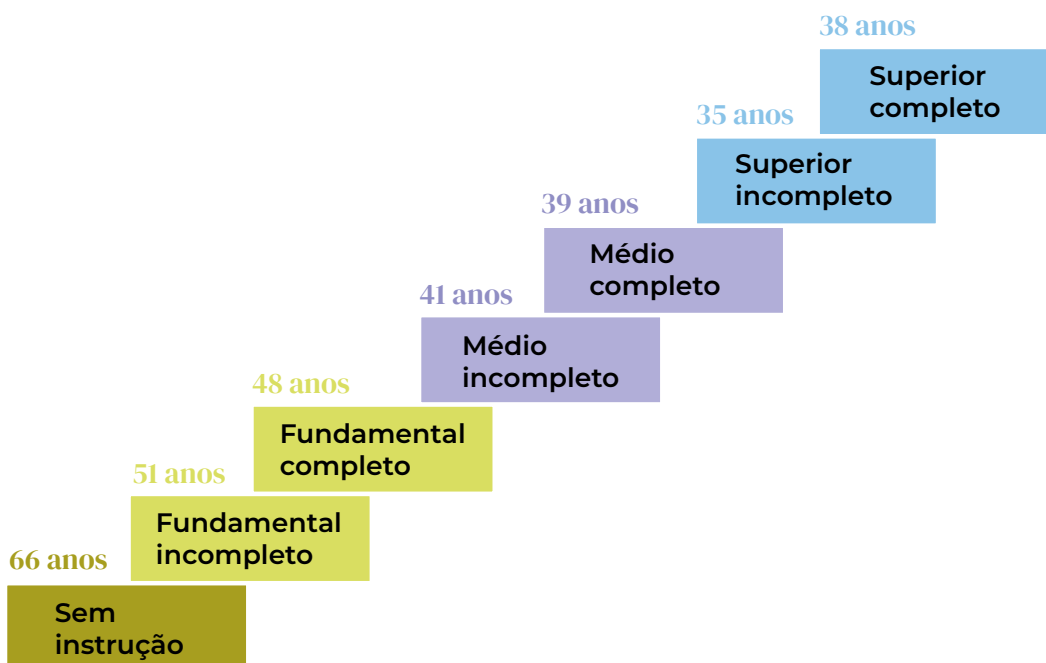 38 anos
Superior
completo
35 anos
Superior
incompleto
39 anos
Médio
completo
41 anos
Médio
incompleto
48 anos
Fundamental
completo
51 anos
Fundamental
incompleto
66 anos
Sem
instrução